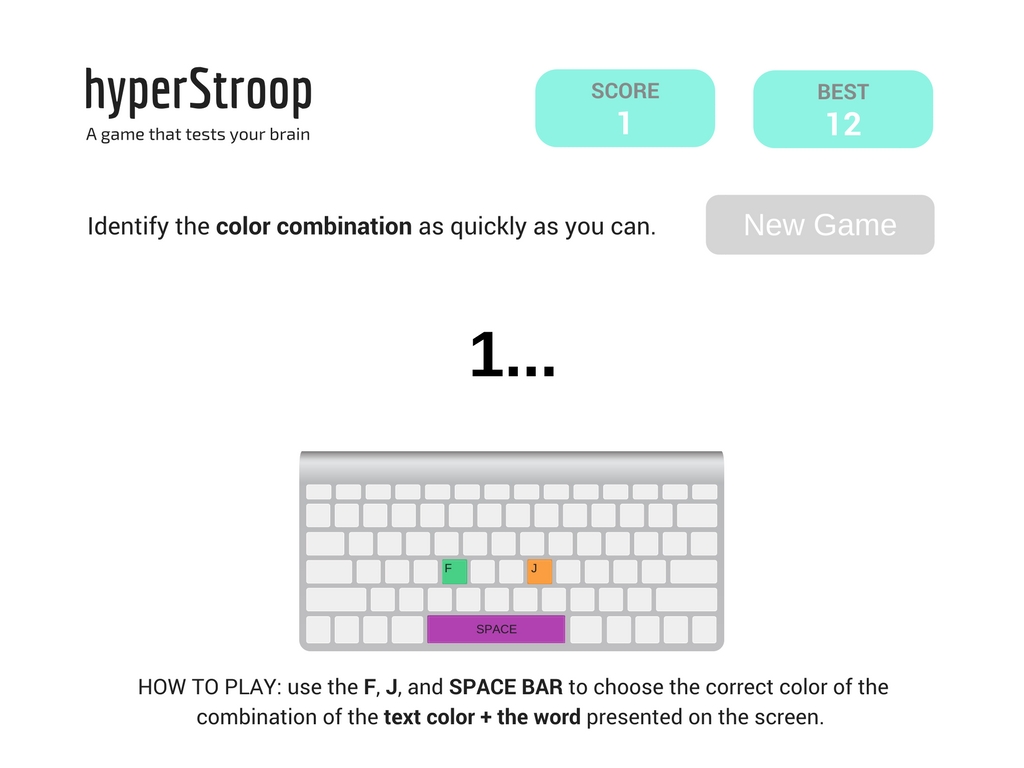 hyperStroop
A game that tests your brain
SCORE
1
BEST
12
Identify the color combination as quickly as you can.
New Game
1...
F
J
SPACE
HOW TO PLAY: use the F, J, and SPACE BAR to choose the correct color of the
combination of the text color + the word presented on the screen.